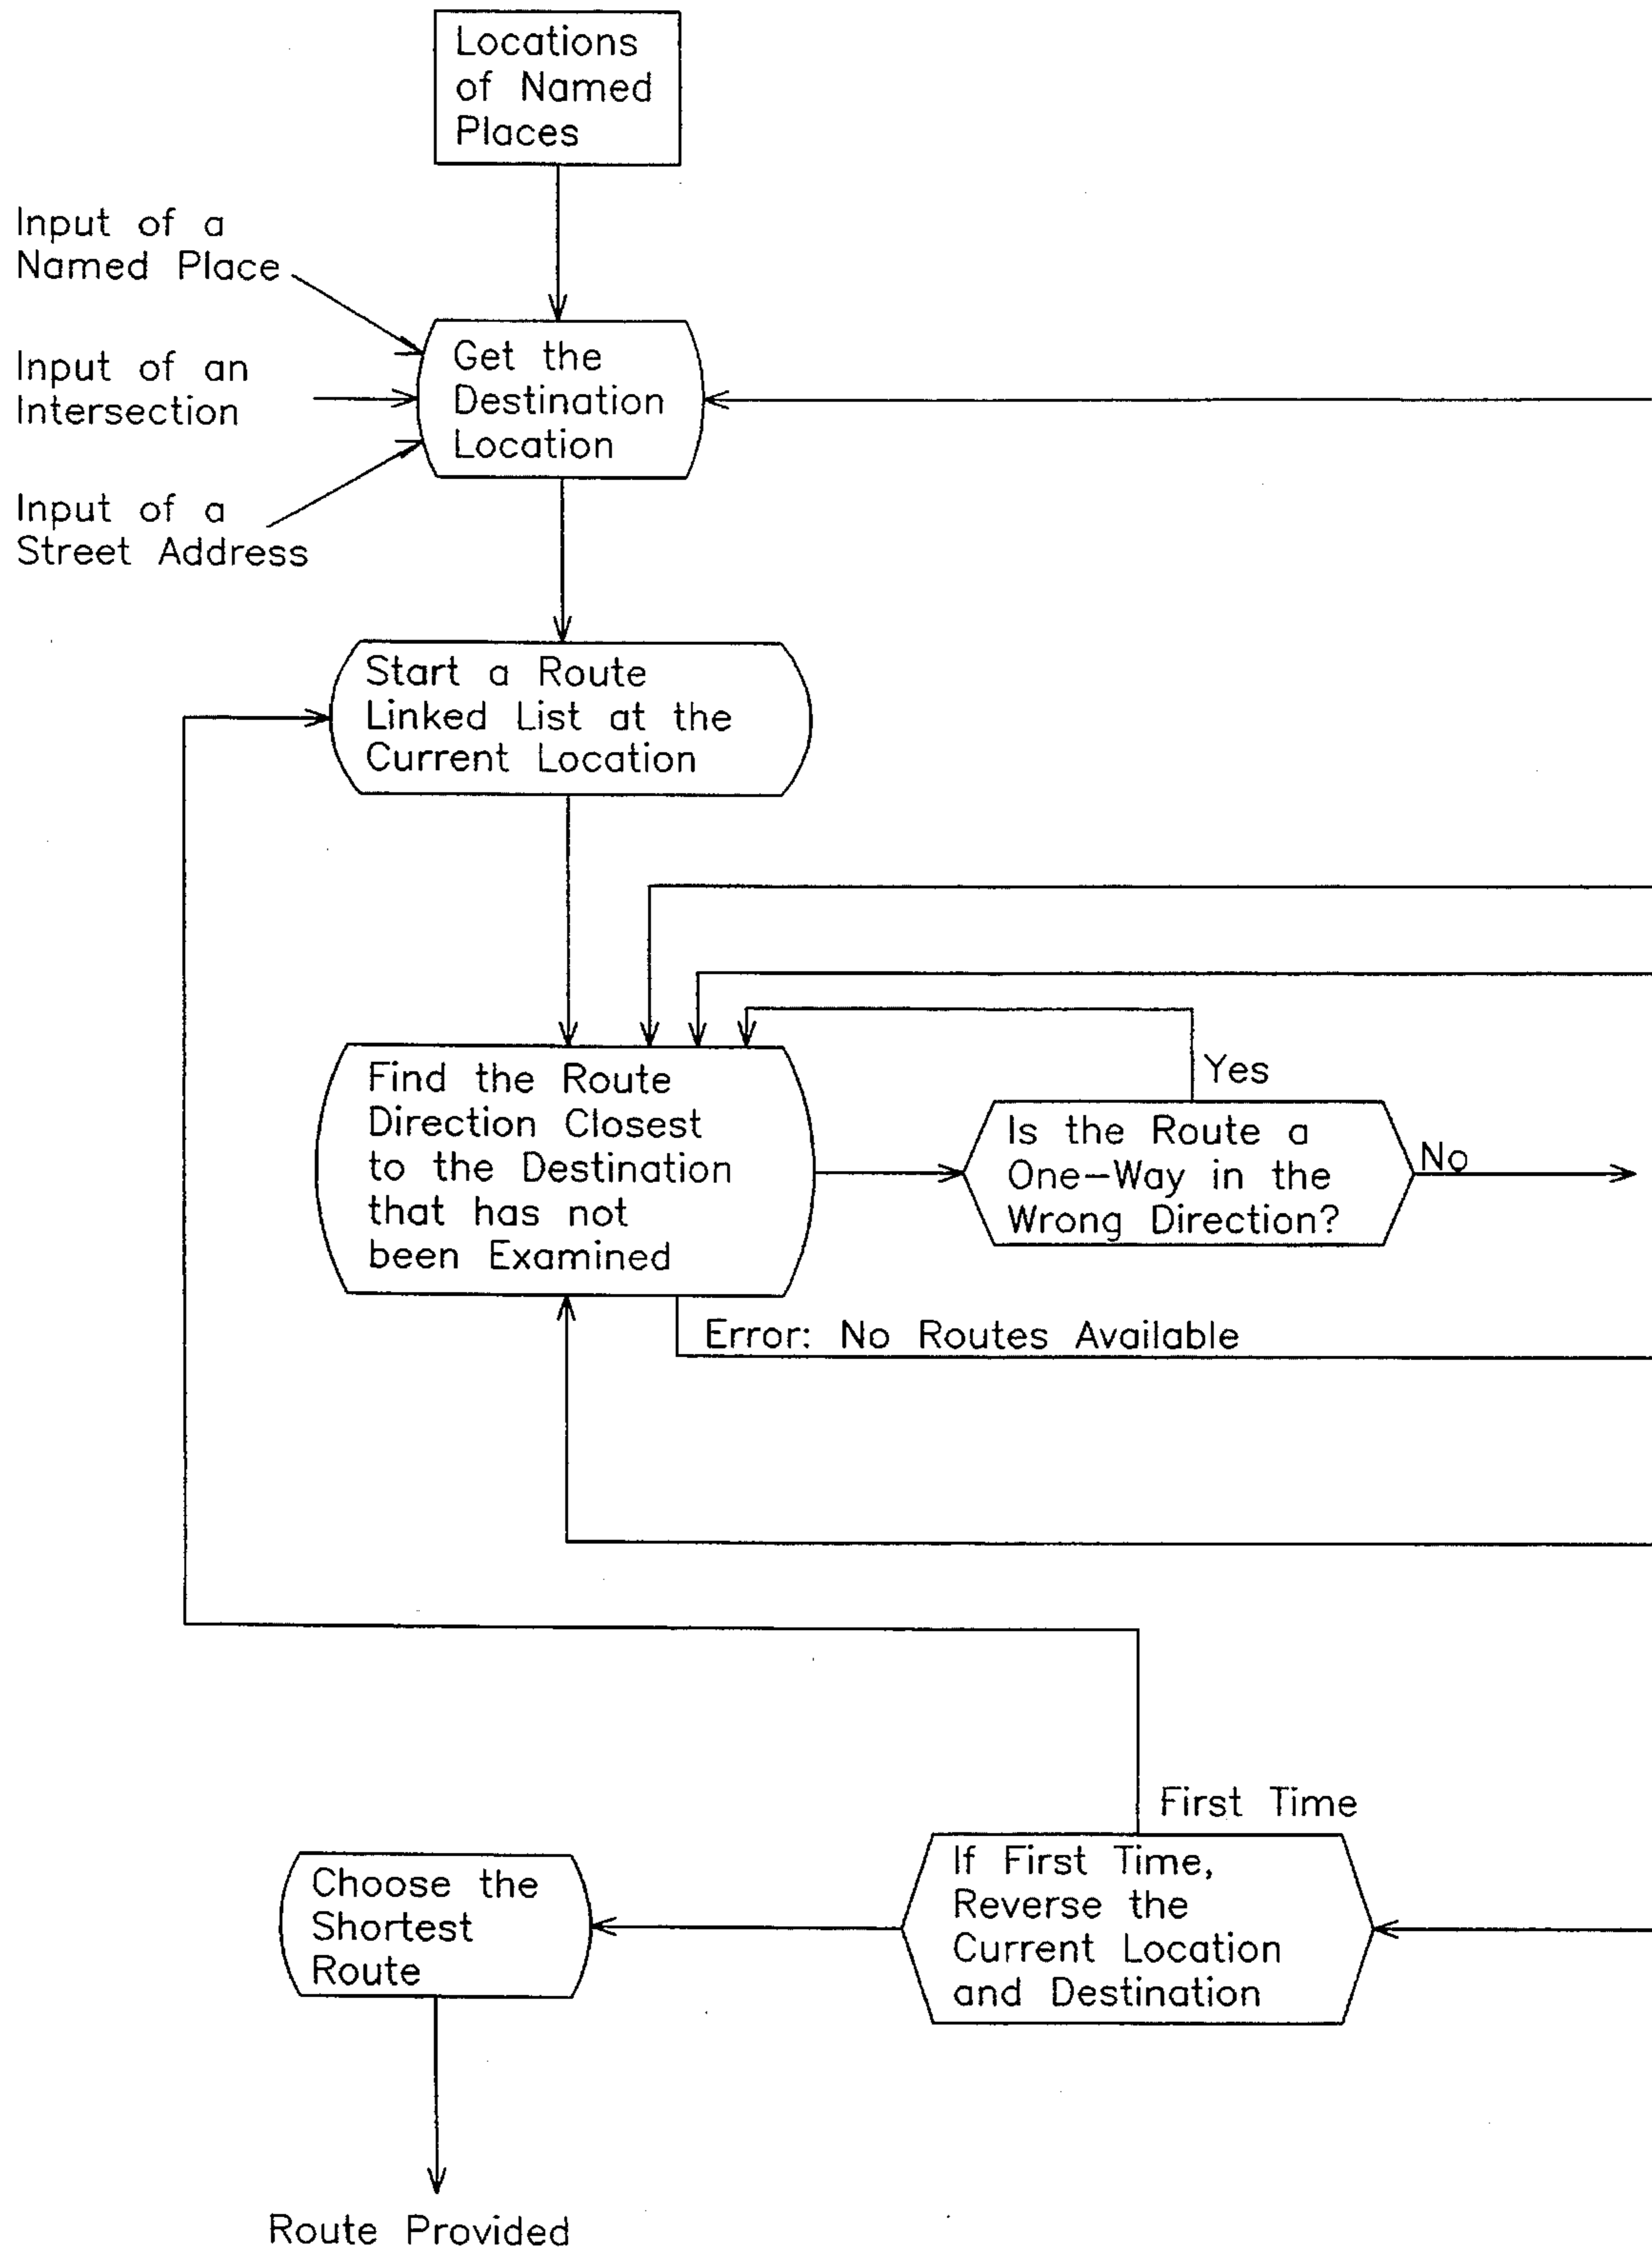 Locations
of Named
Places
Input of a
Named Place
Input of an
Intersection
Input of a
Street Address
Get the
Destination
Location
Start a Route
Linked List at the
Current Location
Find the Route
Direction Closest
to the Destination
that has not
been Examined
Yes
Is the Route a
One-Way in the
Wrong Direction?
No
Error: No Routes Available
First Time
If First Time,
Reverse the
Current Location
and Destination
Choose the
Shortest
Route
Route Provided